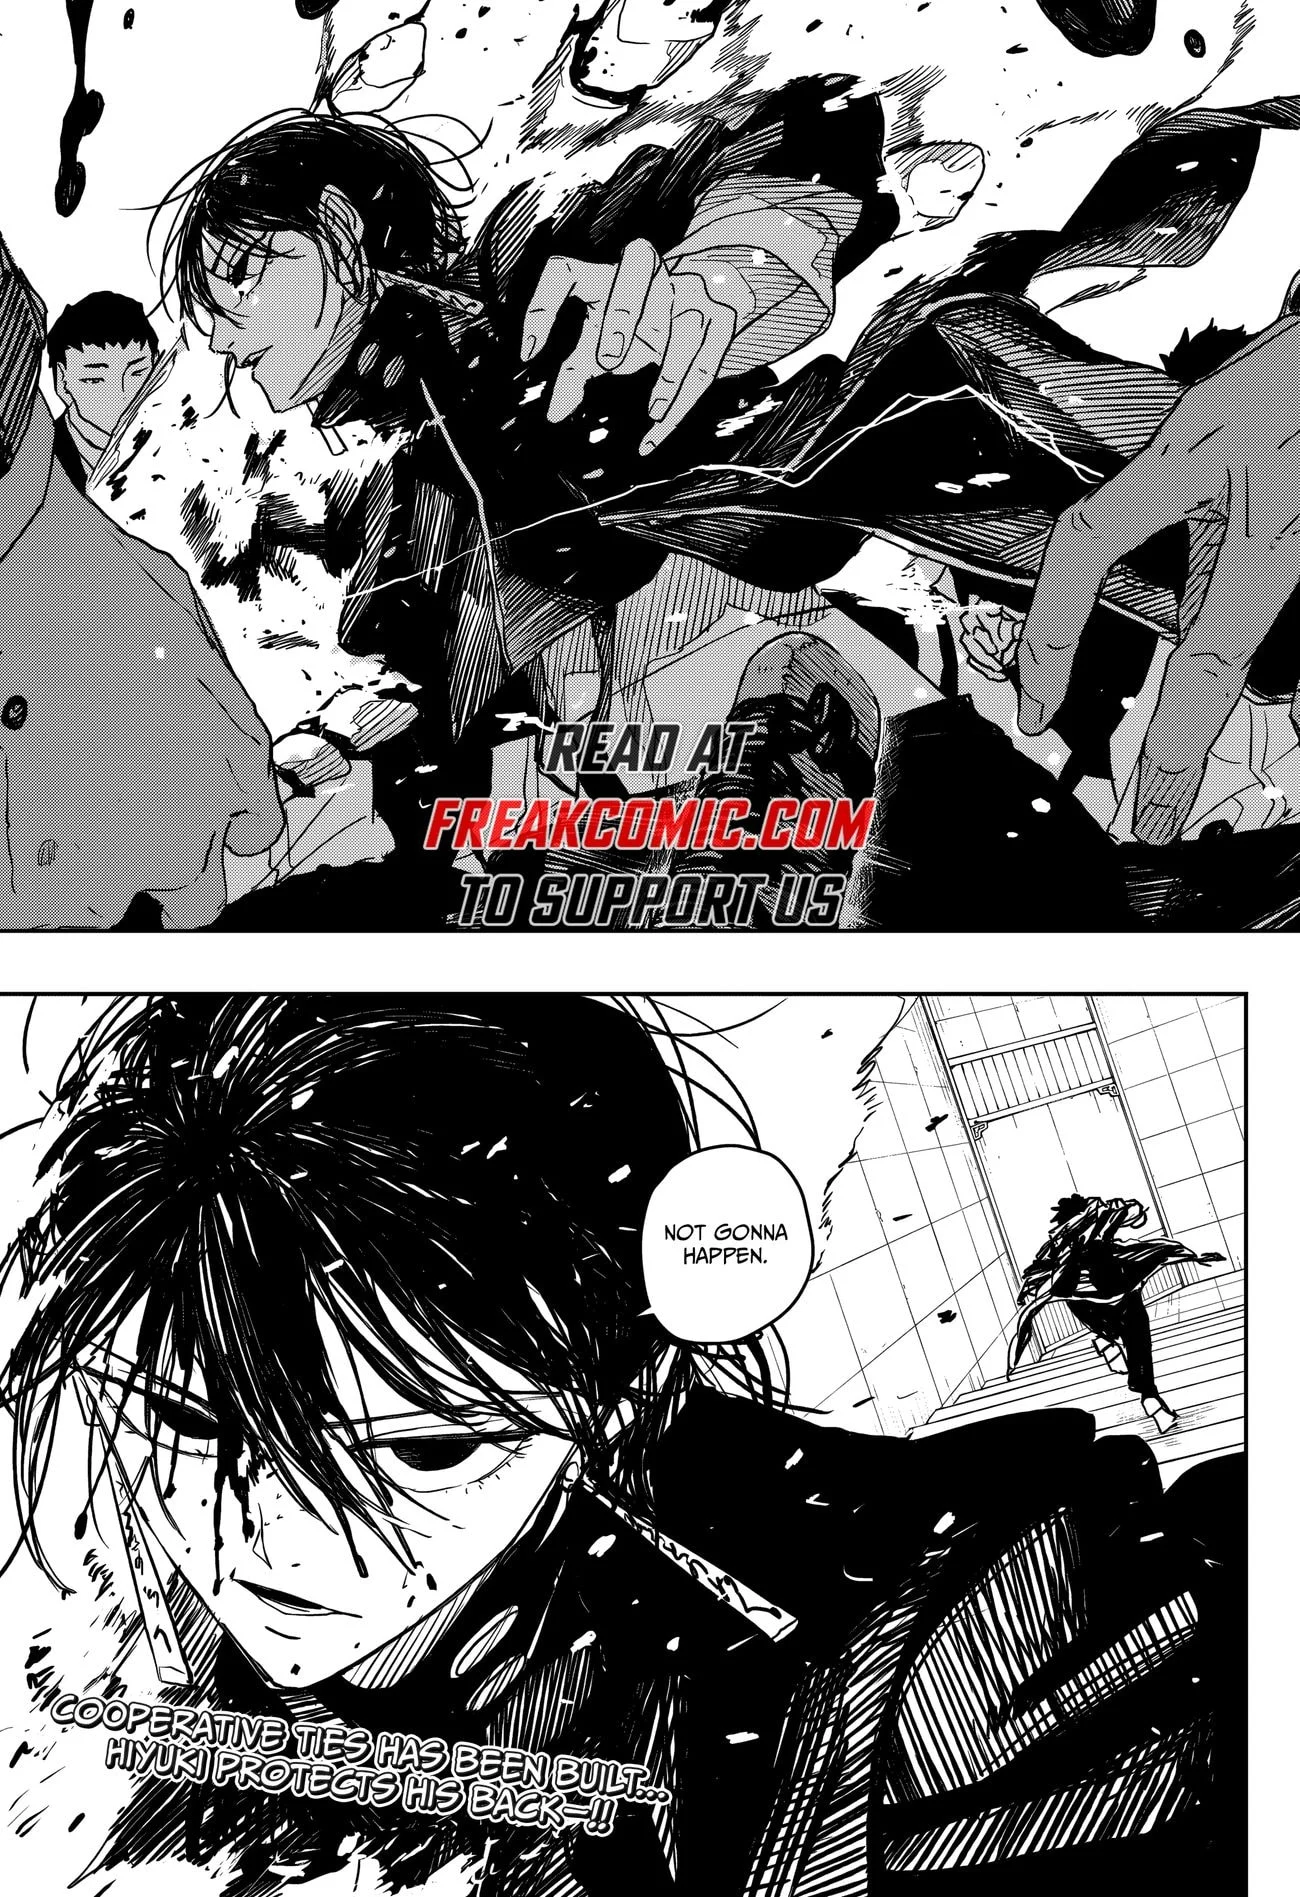 READ AT
FREAKCOMIC.COM
TO SUPPORT US
NOT GONNA
HAPPEN.
COOPERATIVE TIES HAS BEEN BUILT...
HIYUKI PROTECTS HIS BACK—!!